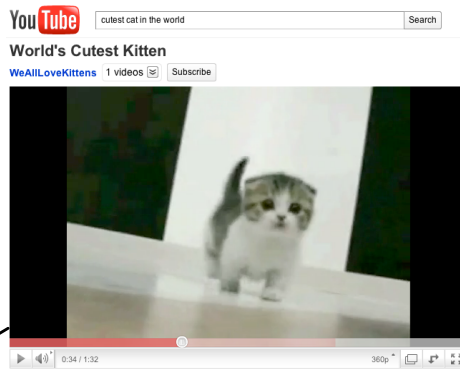 YouTube
cutest cat in the world Search
World's Cutest Kitten
WeAllLoveKittens 1 videos Subscribe
0:34 / 1:32 360p